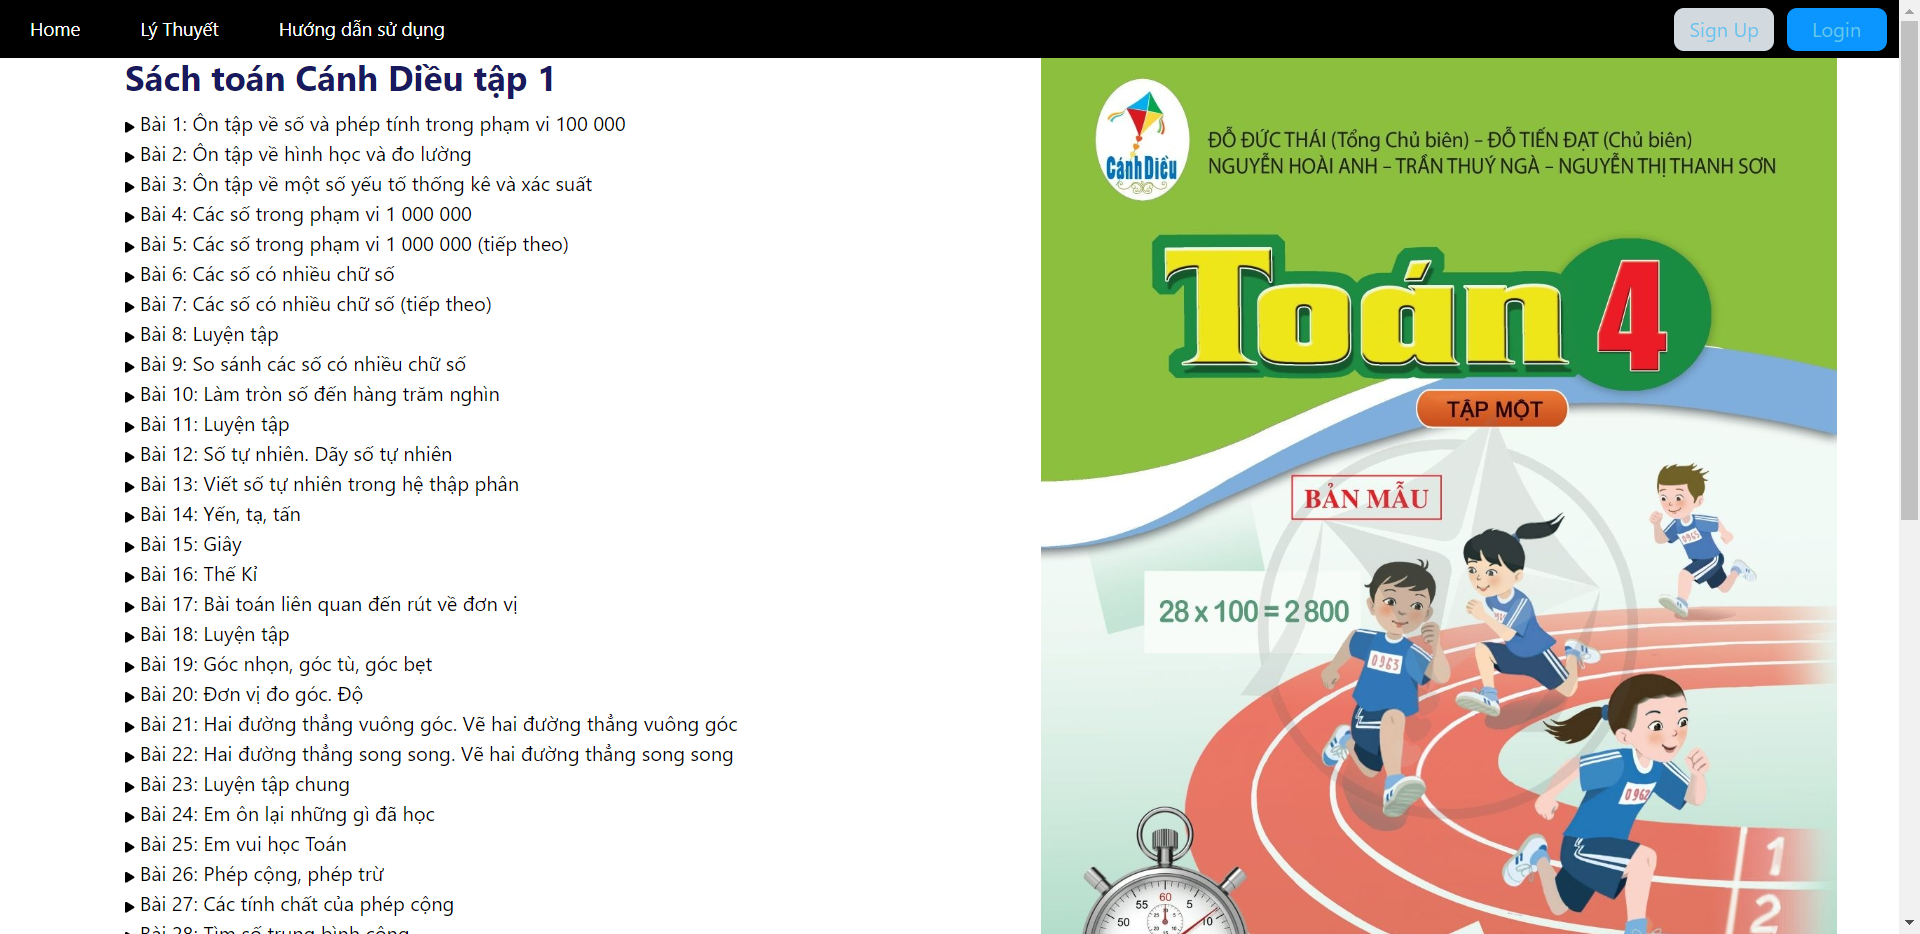 Home
Lý Thuyết
Hướng dẫn sử dụng
Sign Up
Login
Sách toán Cánh Diều tập 1
Bài 1: Ôn tập về số và phép tính trong phạm vi 100 000
Bài 2: Ôn tập về hình học và đo lường
Bài 3: Ôn tập về một số yếu tố thống kê và xác suất
Bài 4: Các số trong phạm vi 1 000 000
Bài 5: Các số trong phạm vi 1 000 000 (tiếp theo)
Bài 6: Các số có nhiều chữ số
Bài 7: Các số có nhiều chữ số (tiếp theo)
Bài 8: Luyện tập
Bài 9: So sánh các số có nhiều chữ số
Bài 10: Làm tròn số đến hàng trăm nghìn
Bài 11: Luyện tập
Bài 12: Số tự nhiên. Dãy số tự nhiên
Bài 13: Viết số tự nhiên trong hệ thập phân
Bài 14: Yến, tạ, tấn
Bài 15: Giây
Bài 16: Thế Kỉ
Bài 17: Bài toán liên quan đến rút về đơn vị
Bài 18: Luyện tập
Bài 19: Góc nhọn, góc tù, góc bẹt
Bài 20: Đơn vị đo góc. Độ
Bài 21: Hai đường thẳng vuông góc. Vẽ hai đường thẳng vuông góc
Bài 22: Hai đường thẳng song song. Vẽ hai đường thẳng song song
Bài 23: Luyện tập chung
Bài 24: Em ôn lại những gì đã học
Bài 25: Em vui học Toán
Bài 26: Phép cộng, phép trừ
Bài 27: Các tính chất của phép cộng
Bài 28: Tìm số trung bình cộng
Cánh Diều
ĐỖ ĐỨC THÁI (Tổng Chủ biên) – ĐỖ TIẾN ĐẠT (Chủ biên)
NGUYỄN HOÀI ANH – TRẦN THUÝ NGÀ – NGUYỄN THỊ THANH SƠN
Toán 4
TẬP MỘT
BẢN MẪU
28 x 100 = 2 800
0965
0963
0962
1
2
55 60 5
50 10